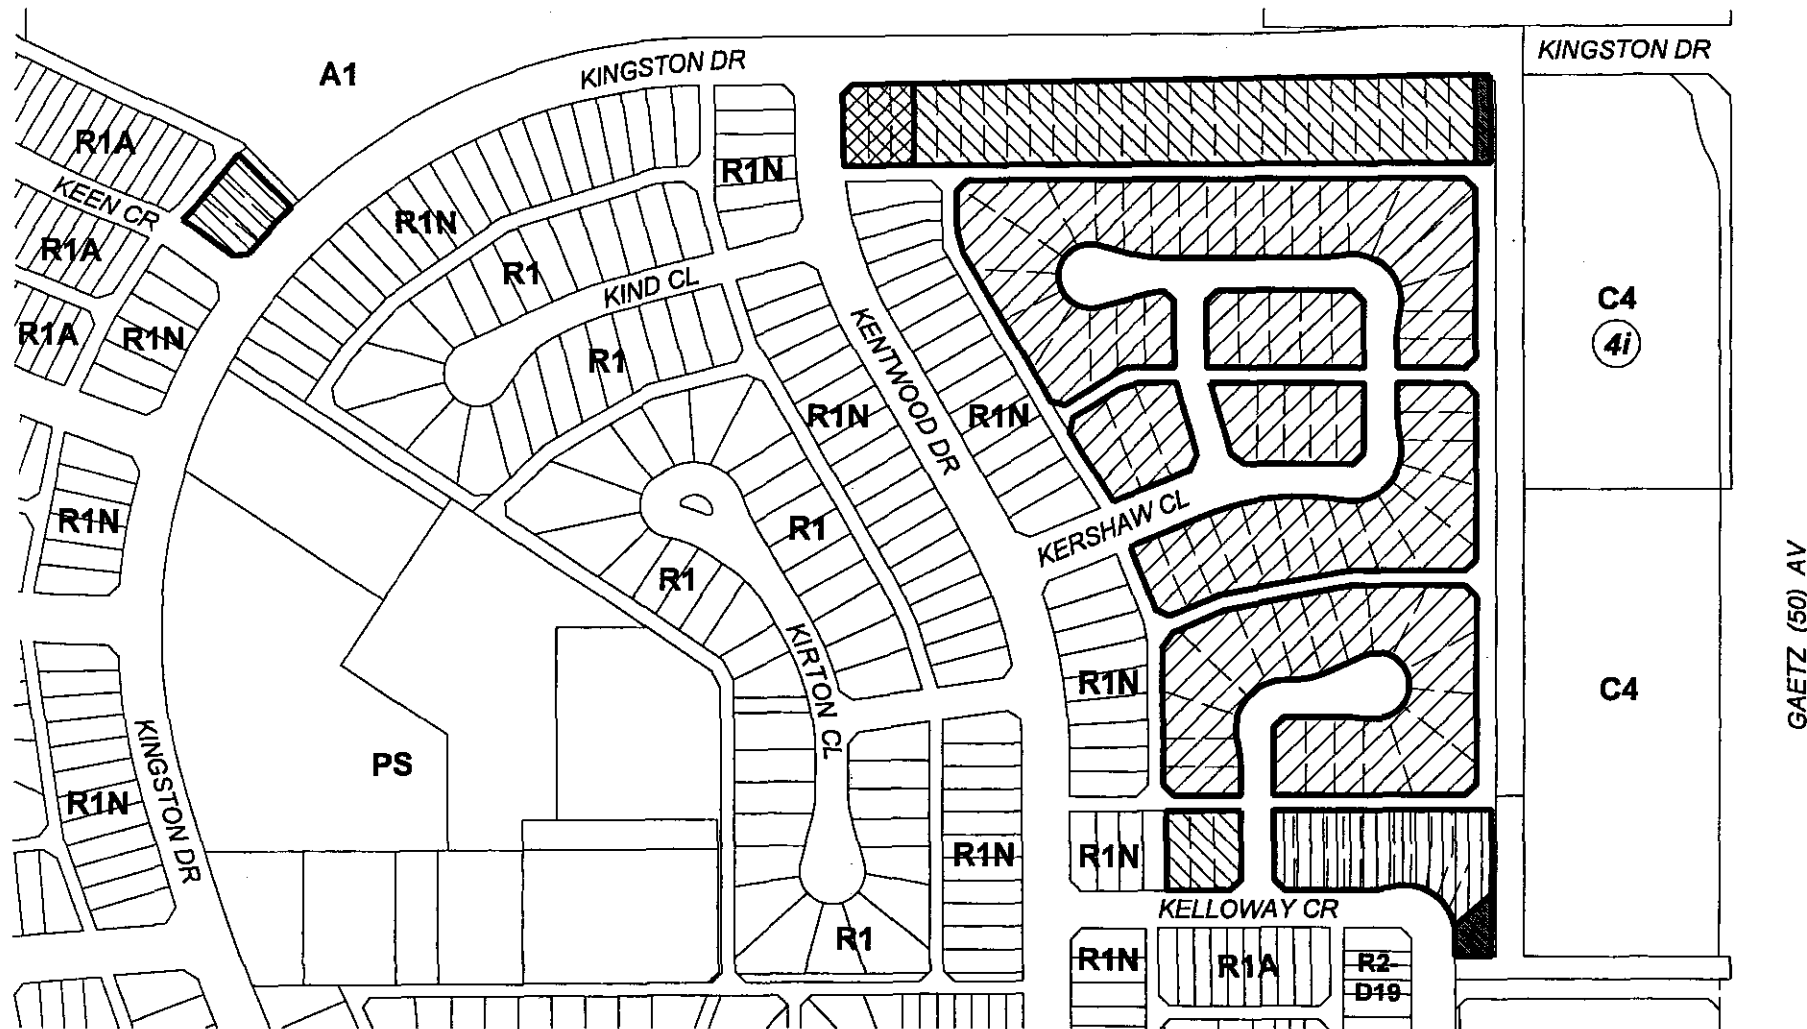 KINGSTON DR
KINGSTON DR
A1
R1A
R1N
KEEN CR
R1N
R1A
R1
KIND CL
C4
4i
R1A
R1N
R1
KENTWOOD DR
R1N
R1N
R1N
R1
KERSHAW CL
R1
GAETZ (50) AV
KIRTON CL
R1N
C4
PS
KINGSTON DR
R1N
R1N
R1N
KELLOWAY CR
R1
R1N
R1A
R2-
D19